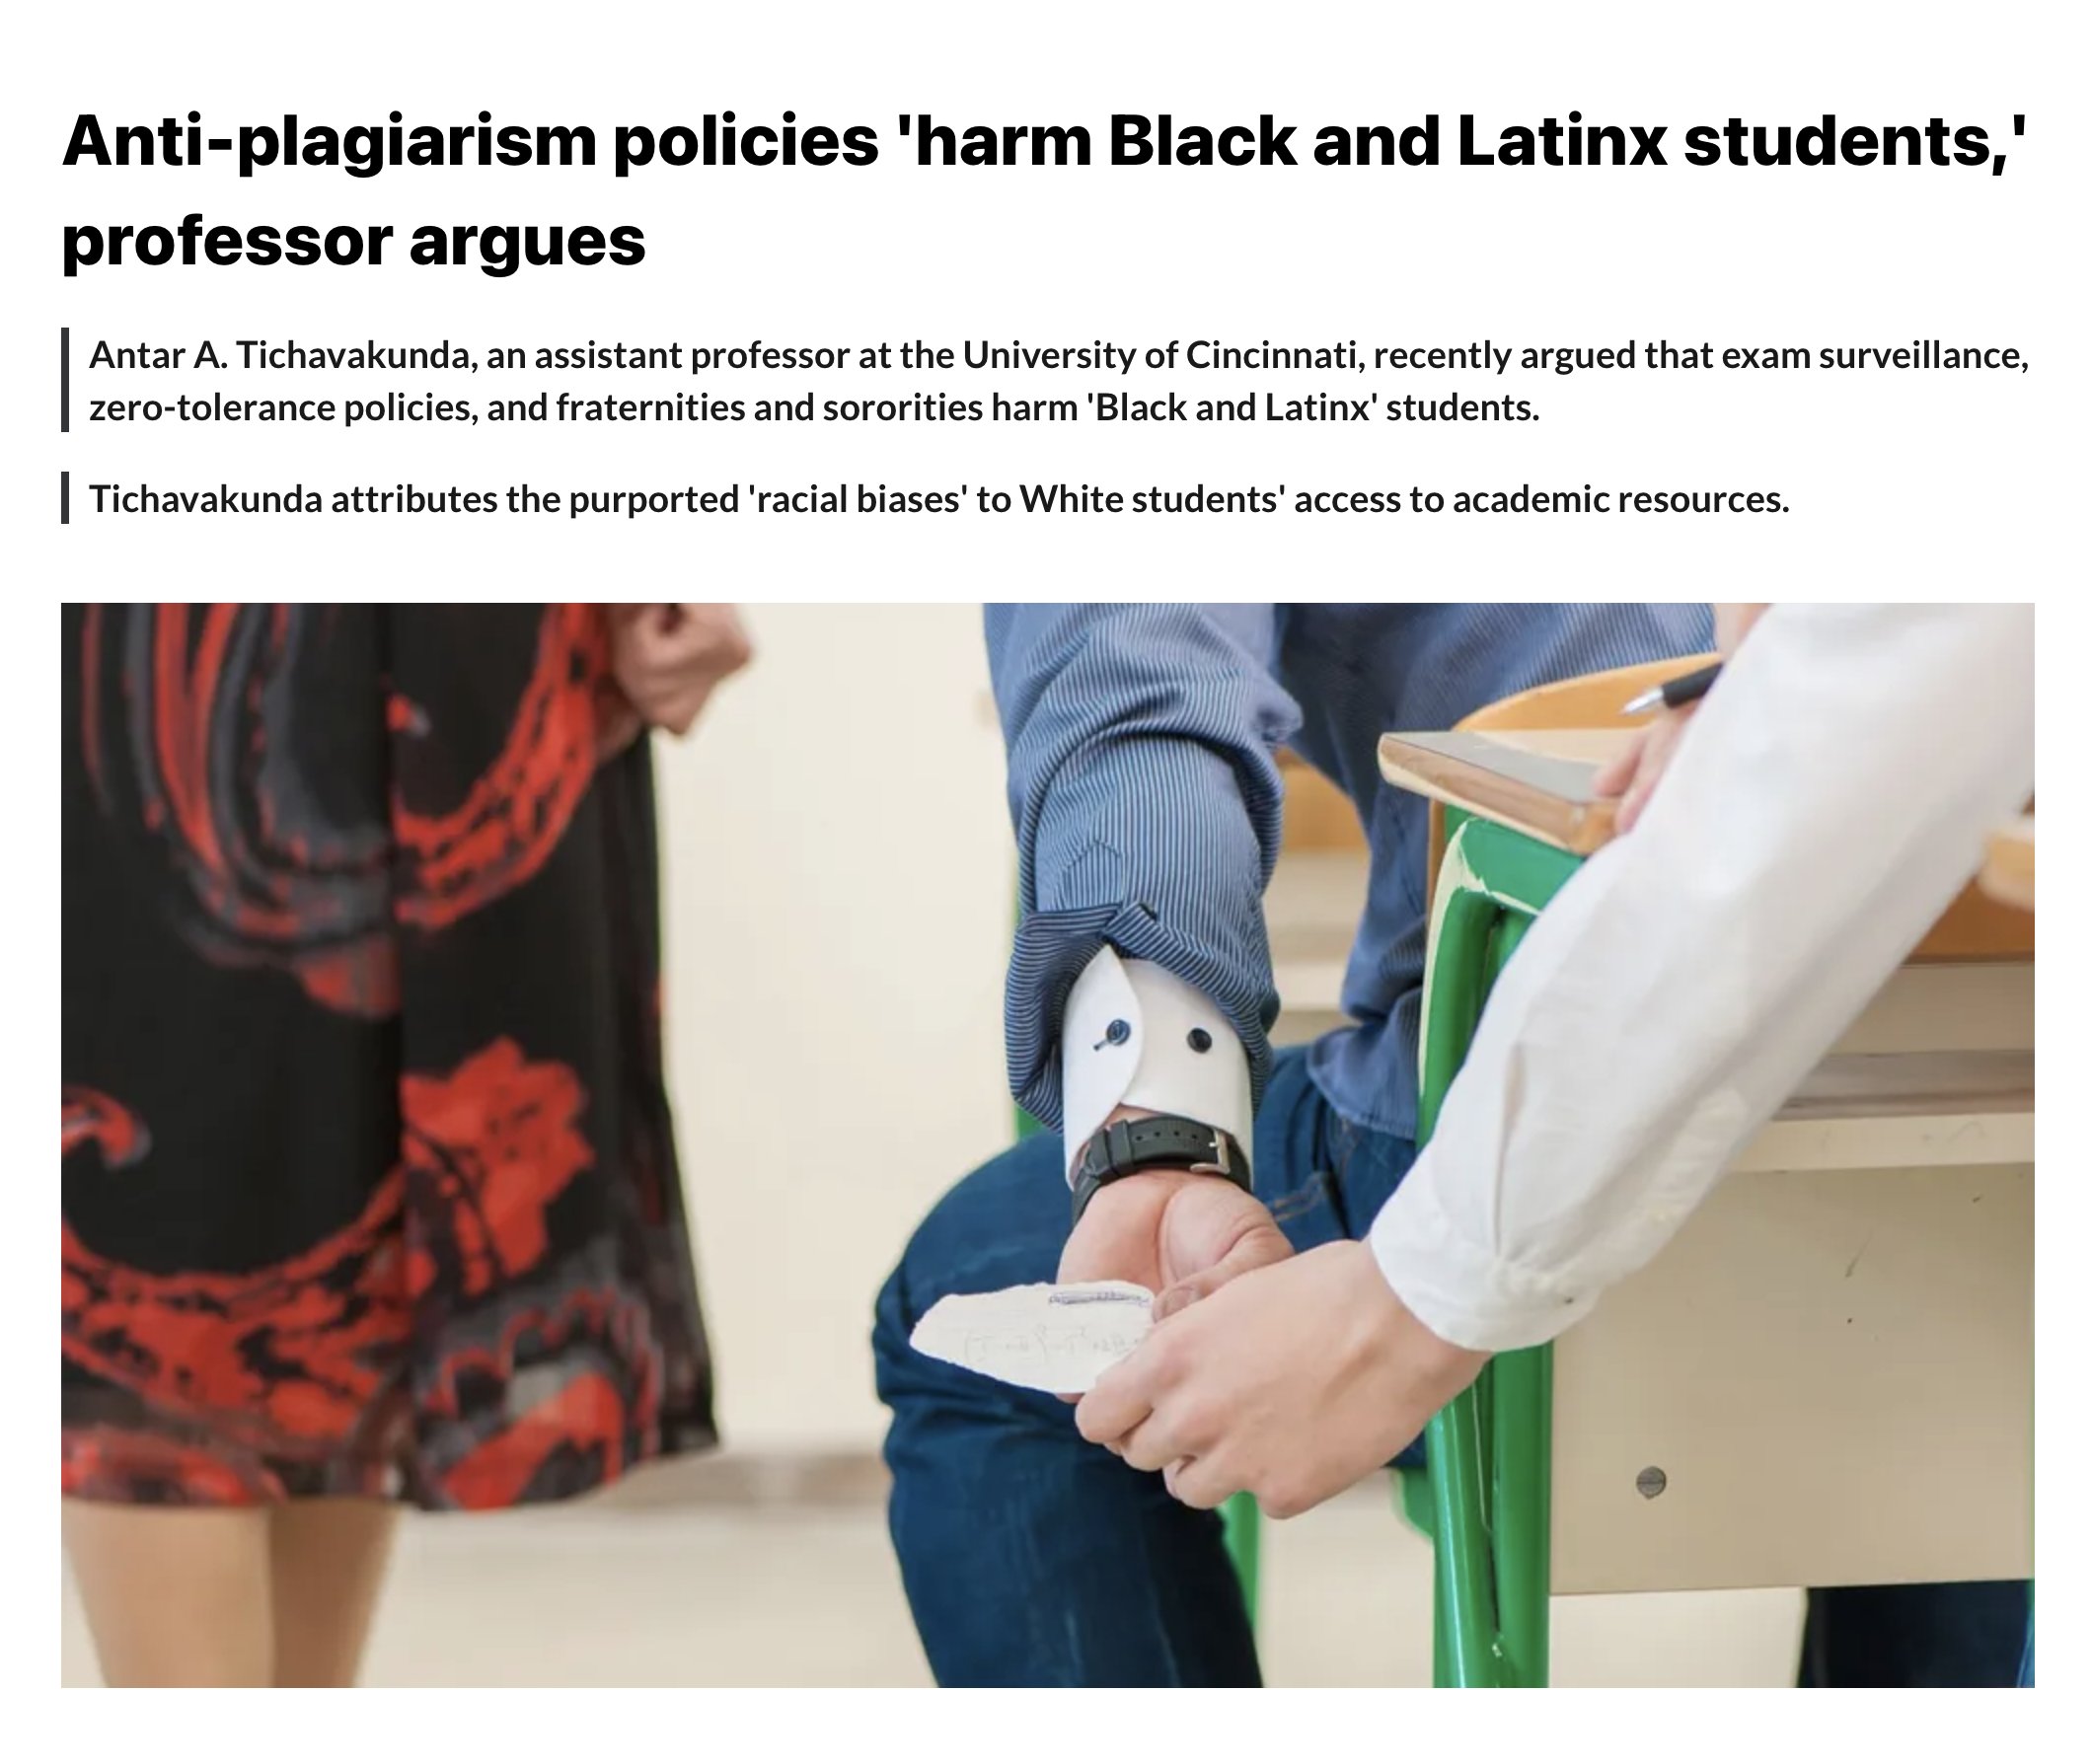 Anti-plagiarism policies 'harm Black and Latinx students,'
professor argues
Antar A. Tichavakunda, an assistant professor at the University of Cincinnati, recently argued that exam surveillance,
zero-tolerance policies, and fraternities and sororities harm 'Black and Latinx' students.
Tichavakunda attributes the purported 'racial biases' to White students' access to academic resources.